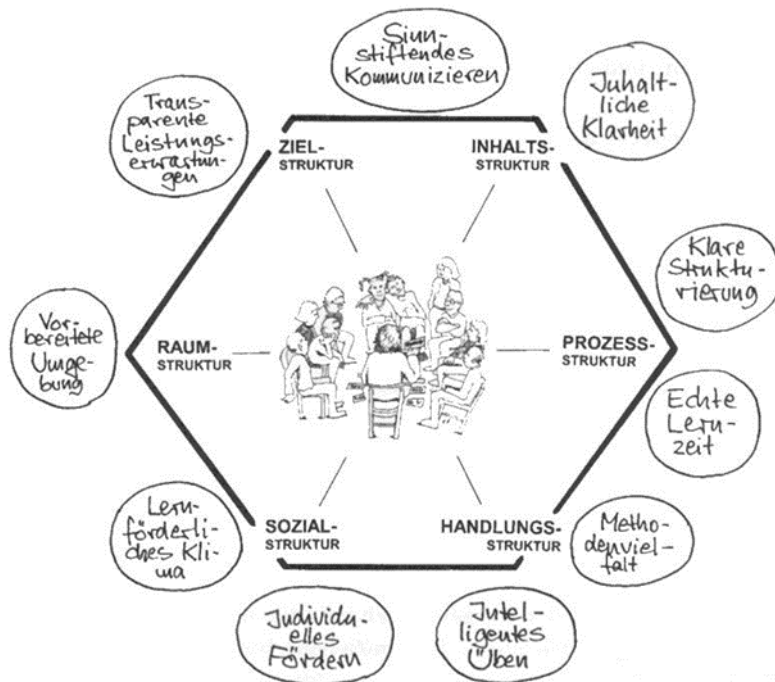 Sinn-
stiftendes
Kommunizieren
Trans-
parente
Leistungs-
erwartun-
gen
Inhalt-
liche
Klarheit
ZIEL-
STRUKTUR
INHALTS-
STRUKTUR
Klare
Struktu-
rierung
Vor-
bereitete
Umge-
bung
RAUM-
STRUKTUR
PROZESS-
STRUKTUR
Echte
Lern-
zeit
Lern-
förderli-
ches Kli-
ma
SOZIAL-
STRUKTUR
HANDLUNGS-
STRUKTUR
Metho-
denviel-
falt
Individu-
elles
Fördern
Intel-
ligentes
Üben